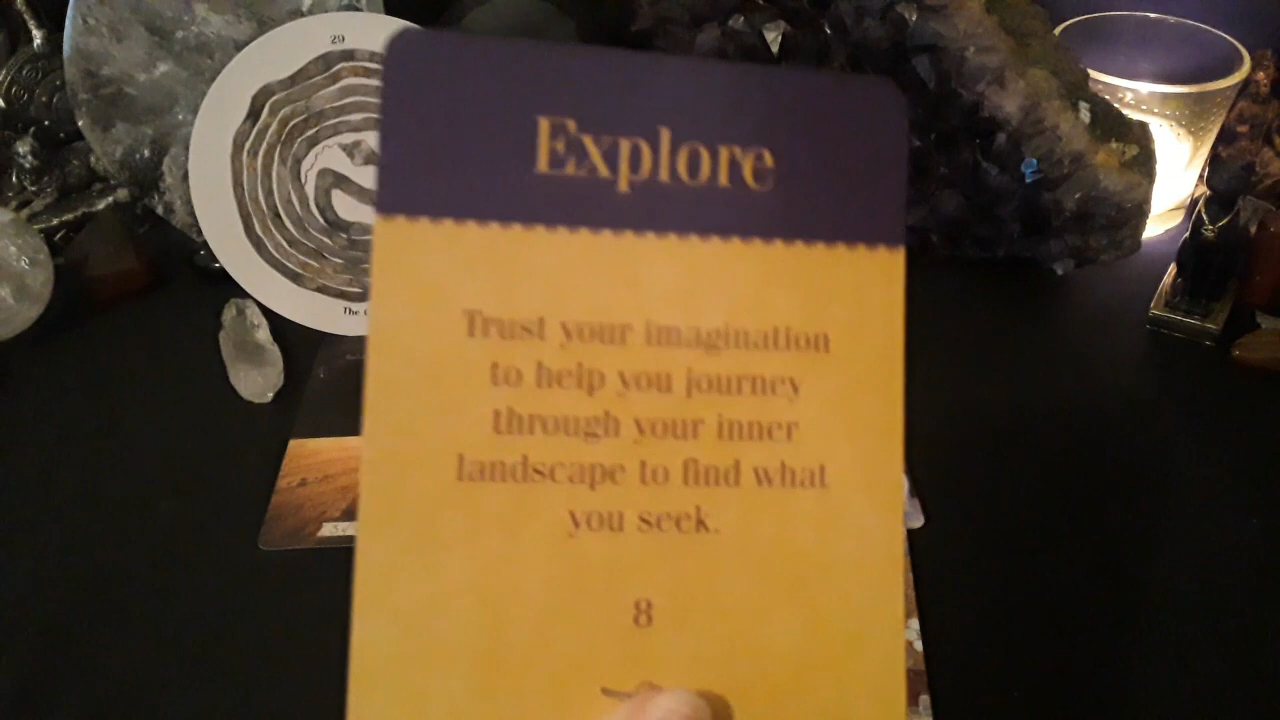 29
Explore
Trust your imagination
to help you journey
through your inner
landscape to find what
you seek.
8
The